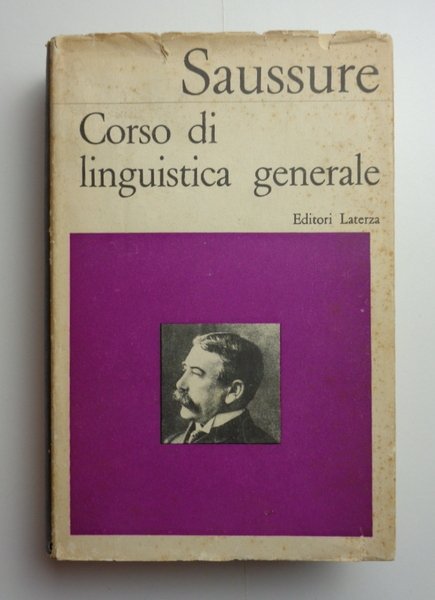 Saussure
Corso di
linguistica generale
Editori Laterza